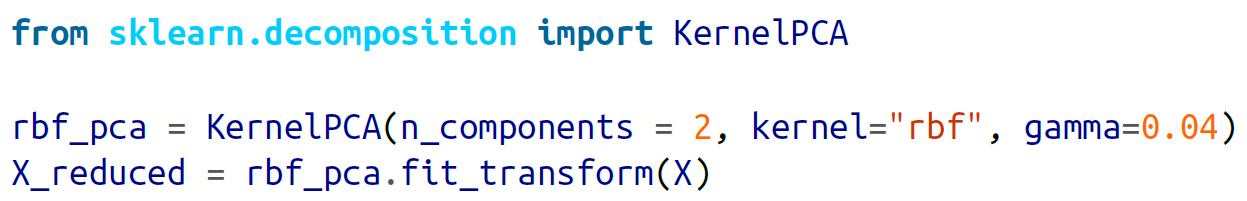 from sklearn.decomposition import KernelPCA
rbf_pca = KernelPCA(n_components = 2, kernel="rbf", gamma=0.04)
X_reduced = rbf_pca.fit_transform(X)